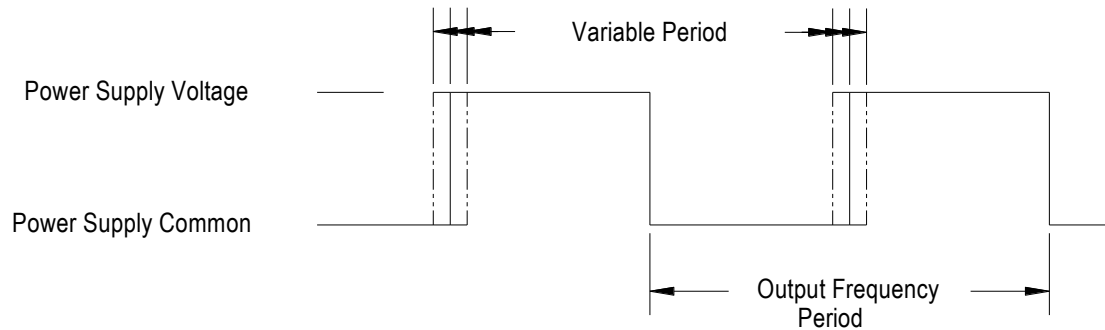 Variable Period
Power Supply Voltage
Power Supply Common
Output Frequency
Period